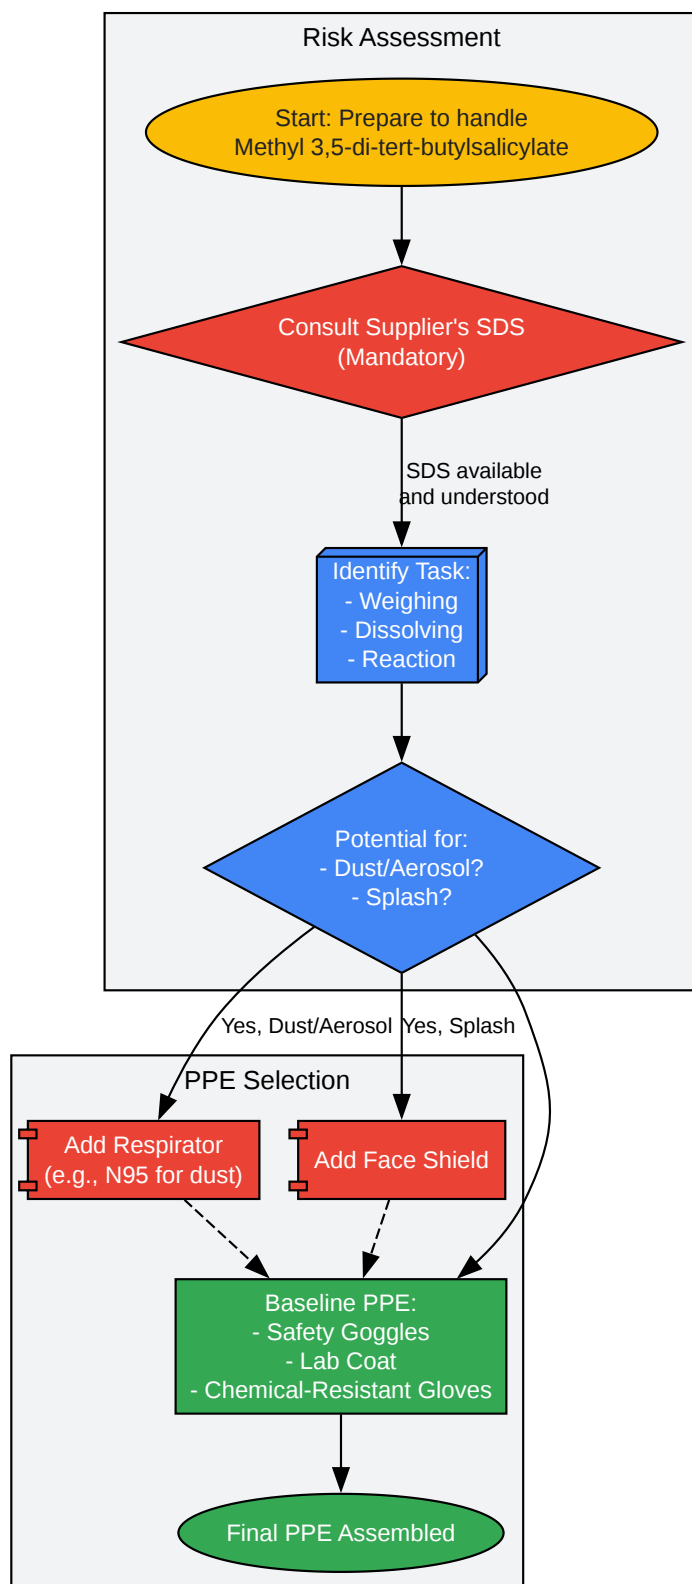 Risk Assessment
Start: Prepare to handle
Methyl 3,5-di-tert-butylsalicylate
Consult Supplier's SDS
(Mandatory)
SDS available
and understood
Identify Task:
- Weighing
- Dissolving
- Reaction
Potential for:
- Dust/Aerosol?
- Splash?
Yes, Dust/Aerosol
Yes, Splash
PPE Selection
Add Respirator
(e.g., N95 for dust)
Add Face Shield
Baseline PPE:
- Safety Goggles
- Lab Coat
- Chemical-Resistant Gloves
Final PPE Assembled